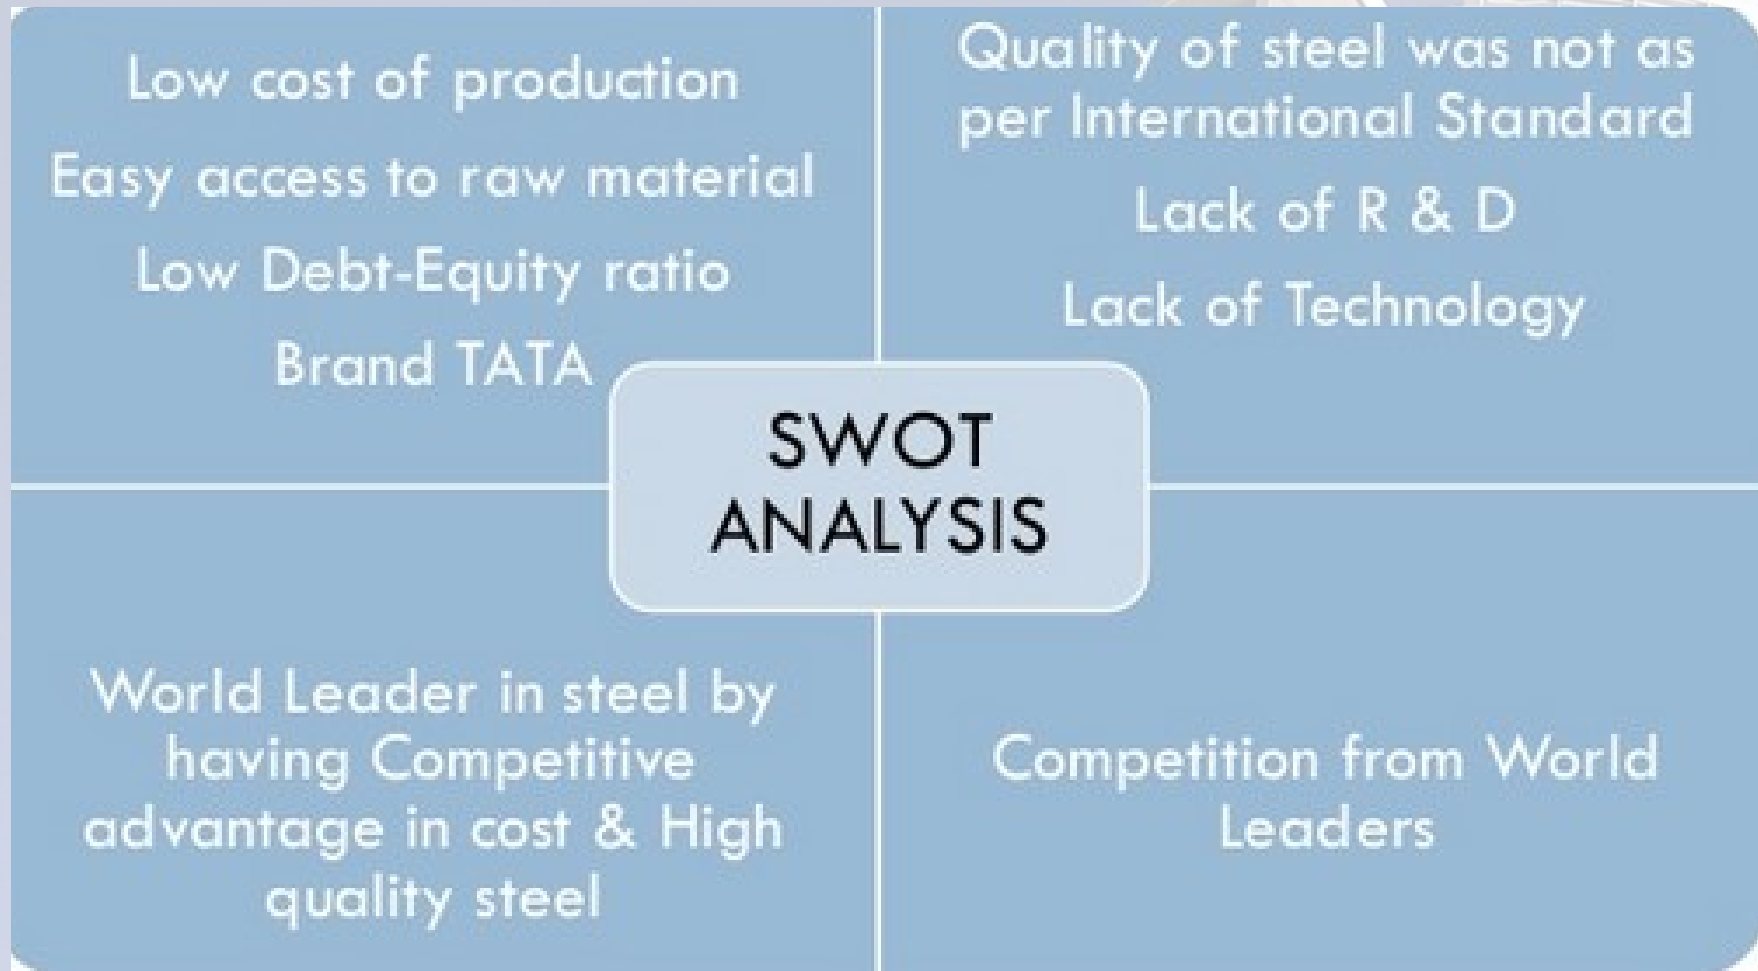 Low cost of production
Easy access to raw material
Low Debt-Equity ratio
Brand TATA
Quality of steel was not as
per International Standard
Lack of R & D
Lack of Technology
SWOT
ANALYSIS
World Leader in steel by
having Competitive
advantage in cost & High
quality steel
Competition from World
Leaders